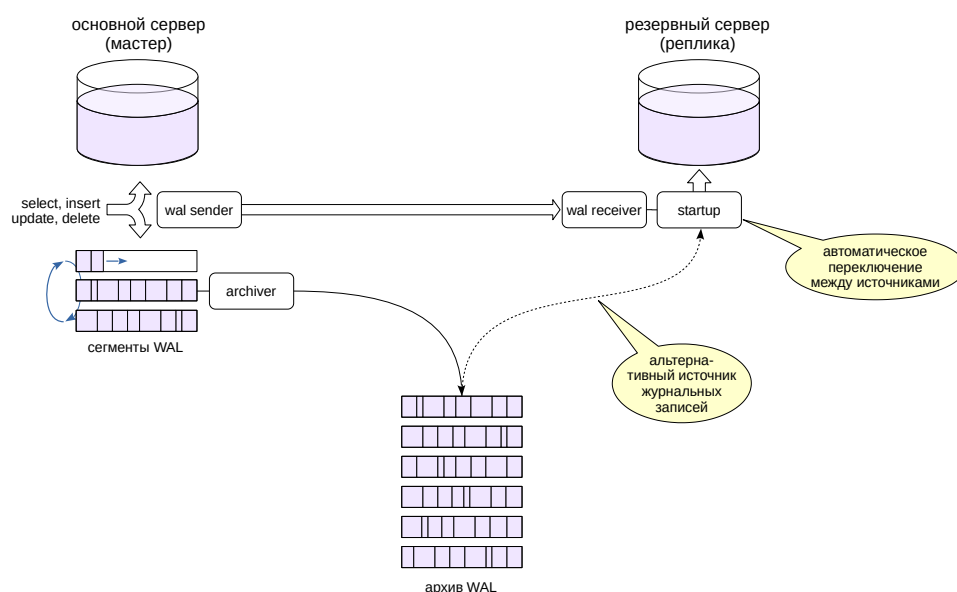 основной сервер
(мастер)
резервный сервер
(реплика)
select, insert
update, delete
wal sender
wal receiver
startup
автоматическое
переключение
между источниками
archiver
сегменты WAL
альтерна-
тивный источник
журнальных
записей
архив WAL